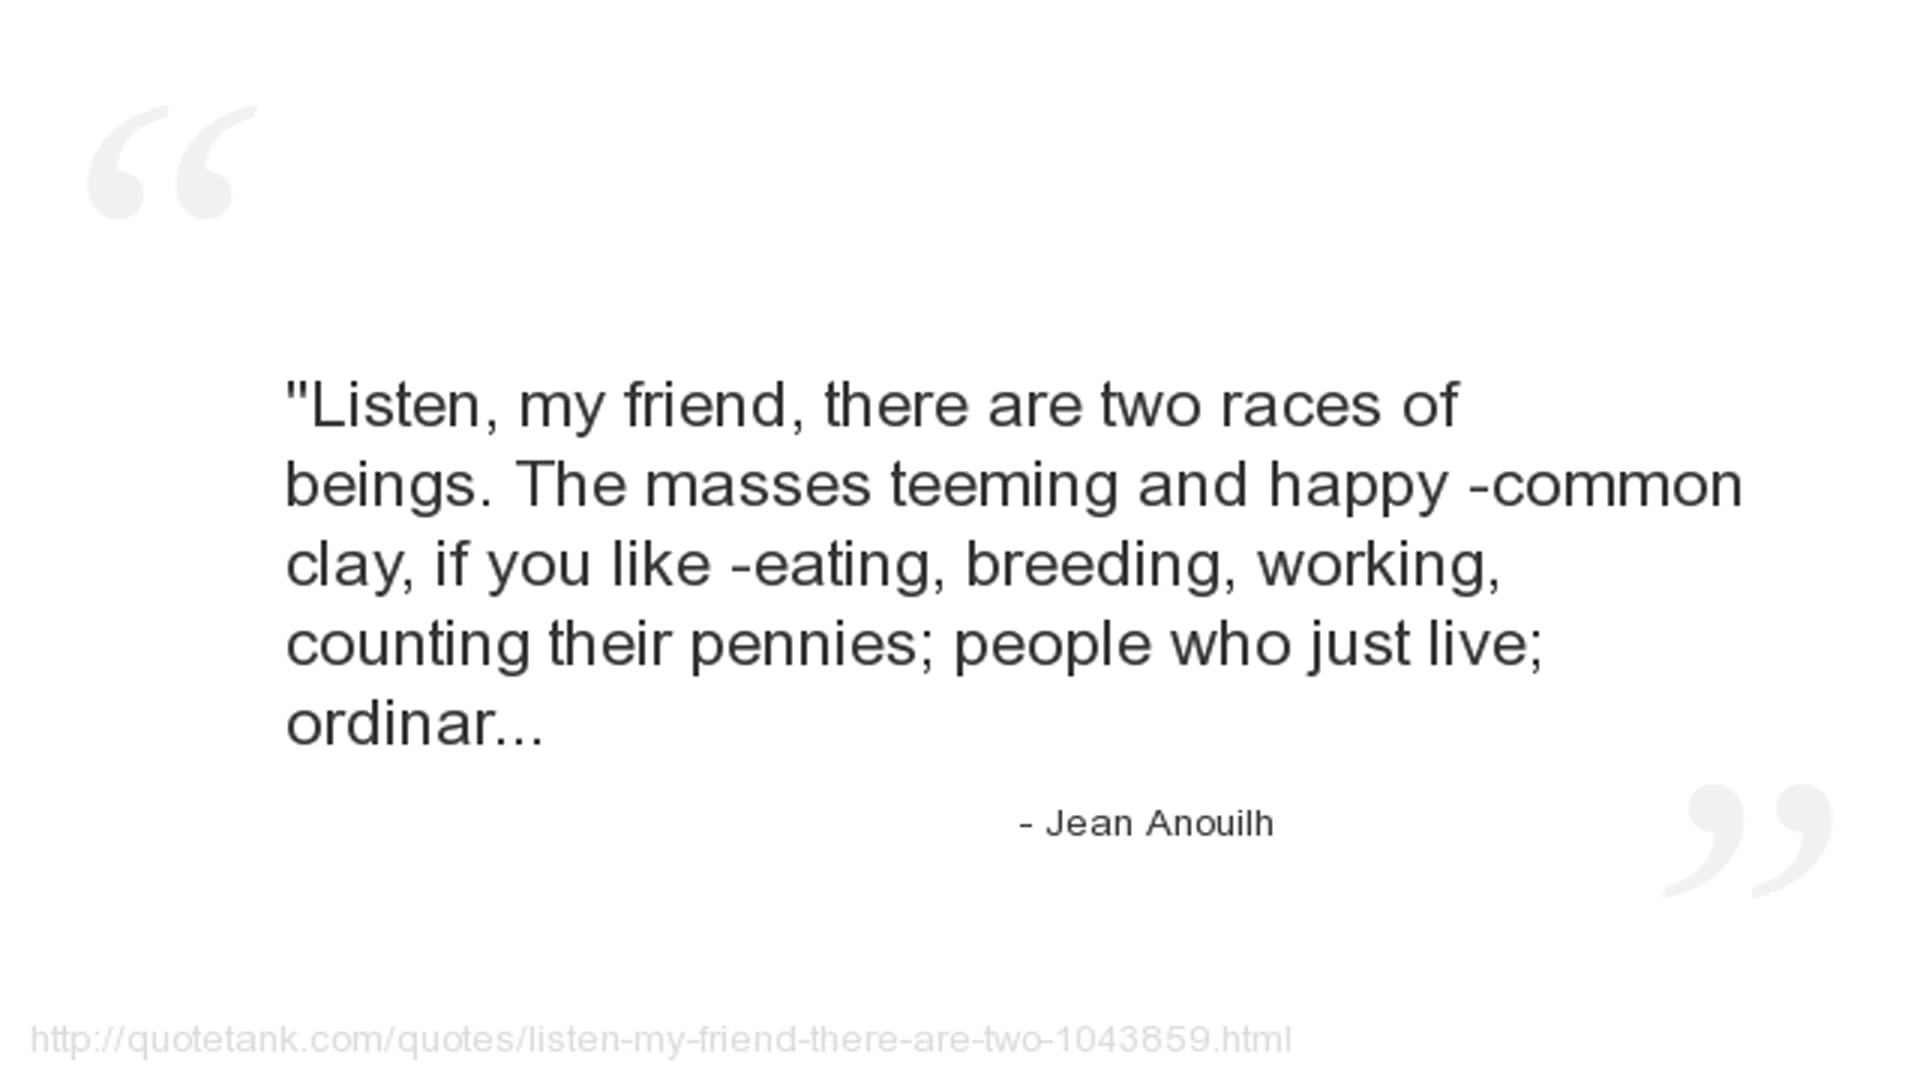 "Listen, my friend, there are two races of
beings. The masses teeming and happy -common
clay, if you like -eating, breeding, working,
counting their pennies; people who just live;
ordinar...
- Jean Anouilh
http://quotetank.com/quotes/listen-my-friend-there-are-two-1043859.html